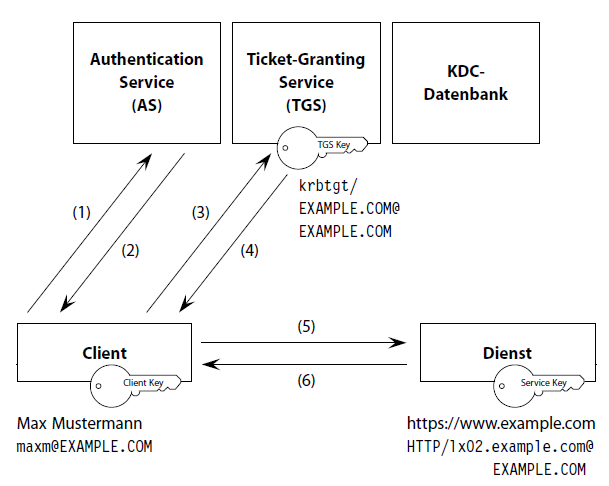 Authentication
Service
(AS)
Ticket-Granting
Service
(TGS)
KDC-
Datenbank
TGS Key
krbtgt/
EXAMPLE.COM@
EXAMPLE.COM
(1)
(2)
(3)
(4)
(5)
(6)
Client
Client Key
Dienst
Service Key
Max Mustermann
maxm@EXAMPLE.COM
https://www.example.com
HTTP/lx02.example.com@
EXAMPLE.COM